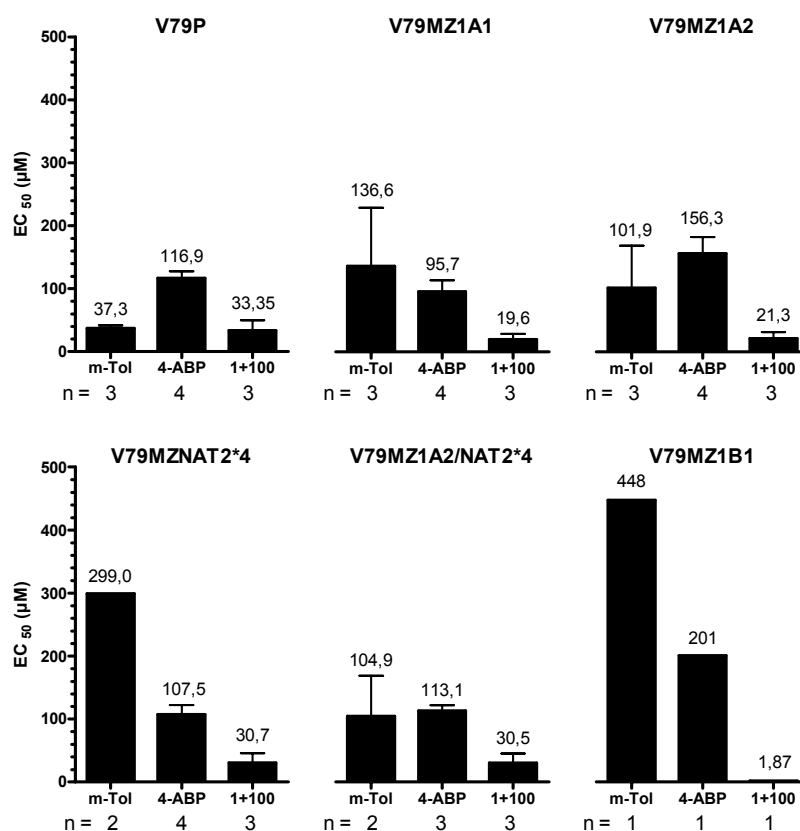 V79P V79MZ1A1 V79MZ1A2
500
400
300
200
100
0
EC 50 (µM)
37,3 116,9 33,35
136,6 95,7 19,6
101,9 156,3 21,3
m-Tol 4-ABP 1+100 m-Tol 4-ABP 1+100 m-Tol 4-ABP 1+100
n = 3 4 3 3 4 3 3 4 3
V79MZNAT2*4 V79MZ1A2/NAT2*4 V79MZ1B1
500
400
300
200
100
0
EC 50 (µM)
299,0 107,5 30,7
104,9 113,1 30,5
448 201 1,87
m-Tol 4-ABP 1+100 m-Tol 4-ABP 1+100 m-Tol 4-ABP 1+100
n = 2 4 3 n = 2 3 3 n = 1 1 1